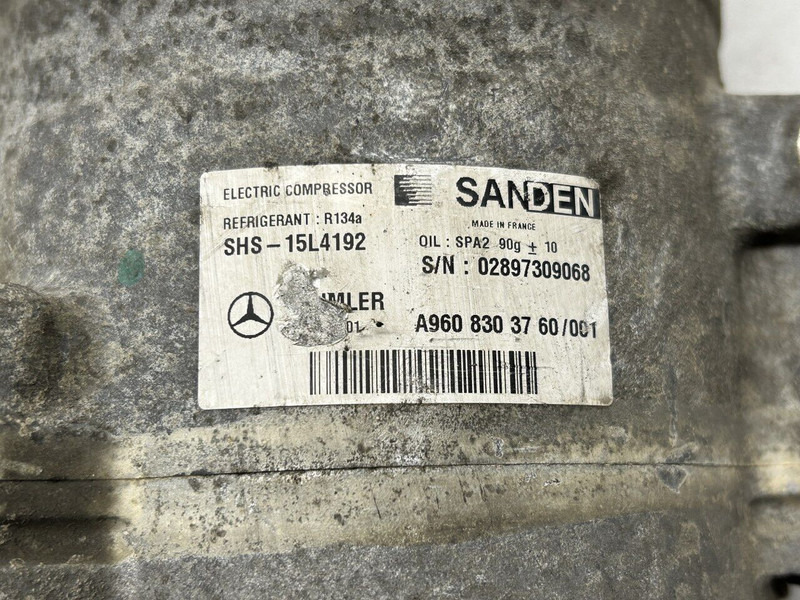 ELECTRIC COMPRESSOR
SANDEN
MADE IN FRANCE
REFRIGERANT : R134a
SHS-15L4192
OIL : SPA2 90g ± 10
S/N : 02897309068
A960 830 37 60/001